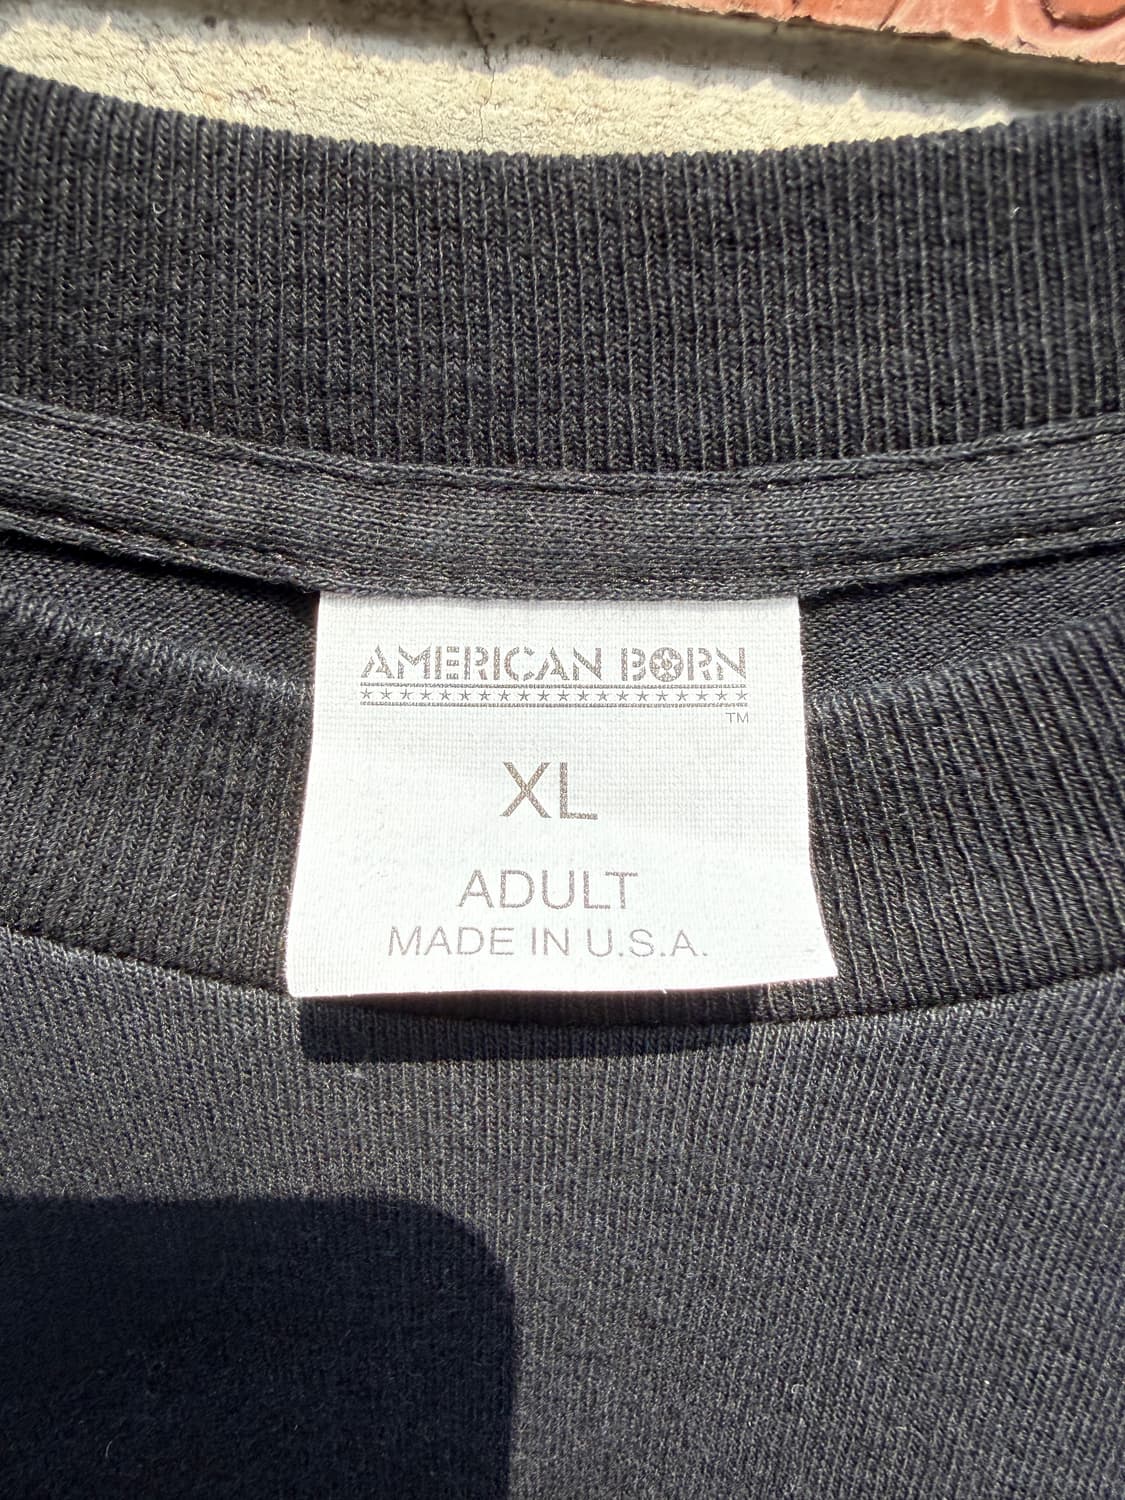 AMERICAN BORN
TM
XL
ADULT
MADE IN U.S.A.